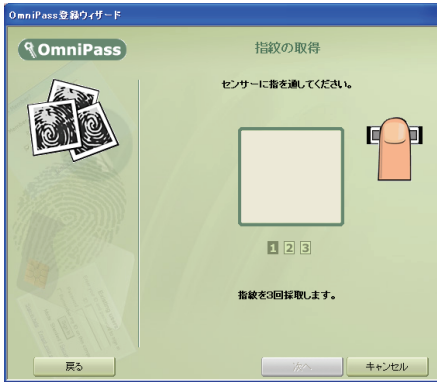 OmniPass登録ウィザード
OmniPass
指紋の取得
センサーに指を通してください。
1 2 3
指紋を3回採取します。
戻る
次へ
キャンセル